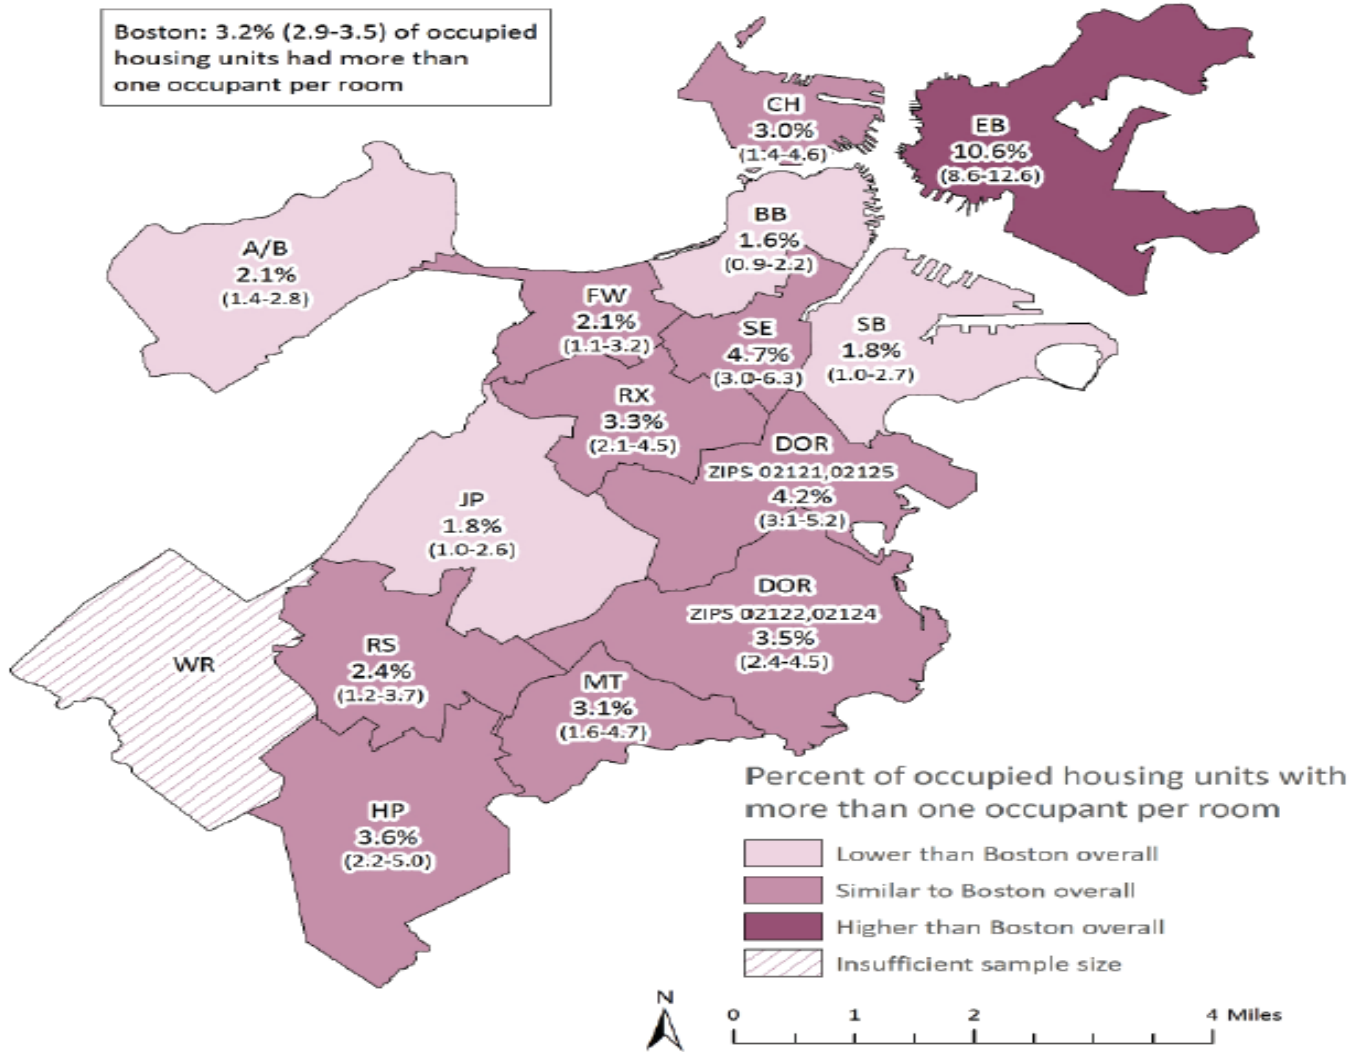 Boston: 3.2% (2.9-3.5) of occupied
housing units had more than
one occupant per room
CH
3.0%
(1.4-4.6)
EB
10.6%
(8.6-12.6)
BB
1.6%
(0.9-2.2)
A/B
2.1%
(1.4-2.8)
FW
2.1%
(1.1-3.2)
SE
4.7%
(3.0-6.3)
SB
1.8%
(1.0-2.7)
RX
3.3%
(2.1-4.5)
DOR
ZIPS 02121,02125
4.2%
(3.1-5.2)
JP
1.8%
(1.0-2.6)
DOR
ZIPS 02122,02124
3.5%
(2.4-4.5)
WR
RS
2.4%
(1.2-3.7)
MT
3.1%
(1.6-4.7)
HP
3.6%
(2.2-5.0)
Percent of occupied housing units with
more than one occupant per room
Lower than Boston overall
Similar to Boston overall
Higher than Boston overall
Insufficient sample size
N
0 1 2 4 Miles